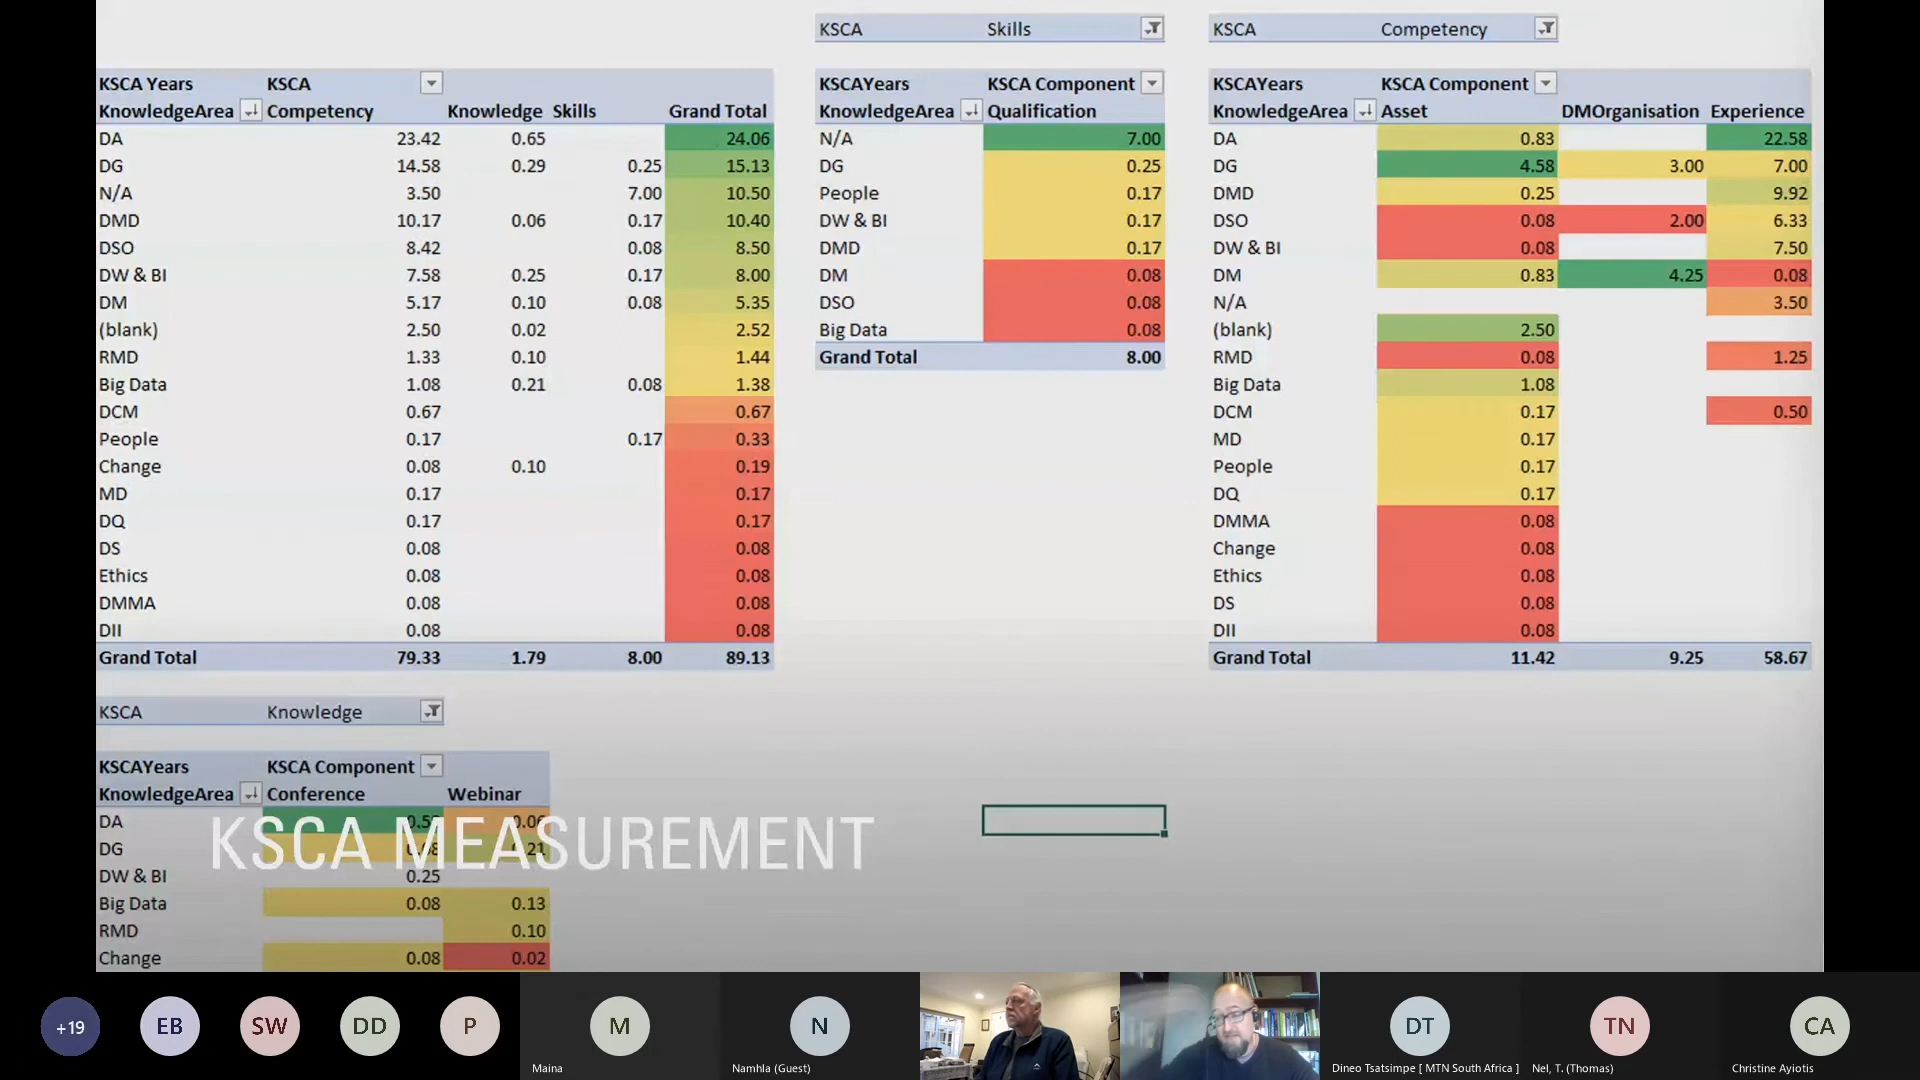 KSCA Skills
KSCA Competency
KSCA Years KSCA
KnowledgeArea Competency Knowledge Skills Grand Total
DA 23.42 0.65 24.06
DG 14.58 0.29 0.25 15.13
N/A 3.50 7.00 10.50
DMD 10.17 0.06 0.17 10.40
DSO 8.42 0.08 8.50
DW & BI 7.58 0.25 0.17 8.00
DM 5.17 0.10 0.08 5.35
(blank) 2.50 0.02 2.52
RMD 1.33 0.10 1.44
Big Data 1.08 0.21 0.08 1.38
DCM 0.67 0.67
People 0.17 0.17 0.33
Change 0.08 0.10 0.19
MD 0.17 0.17
DQ 0.17 0.17
DS 0.08 0.08
Ethics 0.08 0.08
DMMA 0.08 0.08
DII 0.08 0.08
Grand Total 79.33 1.79 8.00 89.13
KSCAYears KSCA Component
KnowledgeArea Qualification
N/A 7.00
DG 0.25
People 0.17
DW & BI 0.17
DMD 0.17
DM 0.08
DSO 0.08
Big Data 0.08
Grand Total 8.00
KSCAYears KSCA Component
KnowledgeArea Asset DMOrganisation Experience
DA 0.83 22.58
DG 4.58 3.00 7.00
DMD 0.25 9.92
DSO 0.08 2.00 6.33
DW & BI 0.08 7.50
DM 0.83 4.25 0.08
N/A 3.50
(blank) 2.50
RMD 0.08 1.25
Big Data 1.08
DCM 0.17 0.50
MD 0.17
People 0.17
DQ 0.17
DMMA 0.08
Change 0.08
Ethics 0.08
DS 0.08
DII 0.08
Grand Total 11.42 9.25 58.67
KSCA Knowledge
KSCAYears KSCA Component
KnowledgeArea Conference Webinar
DA 0.06
DG 0.21
DW & BI 0.25
Big Data 0.08 0.13
RMD 0.10
Change 0.08 0.02
KSCA MEASUREMENT
+19 EB SW DD P M N DT TN CA
Maina Namhla (Guest) Dineo Tsatsimpe [ MTN South Africa ] Nel, T. (Thomas) Christine Ayiotis